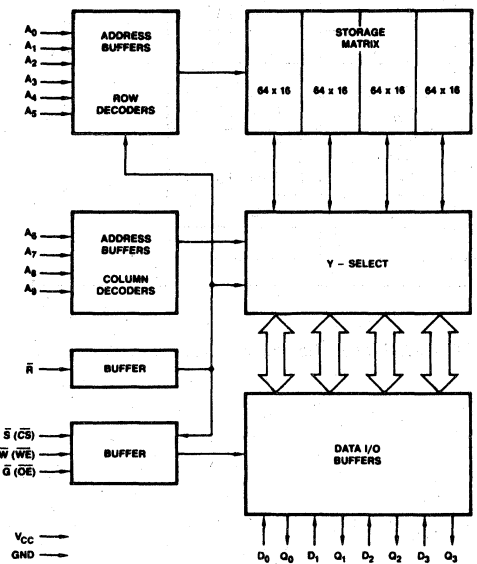 A0
A1
A2
A3
A4
A5
ADDRESS
BUFFERS
ROW
DECODERS
STORAGE
MATRIX
64 x 16 64 x 16 64 x 16 64 x 16
A6
A7
A8
A9
ADDRESS
BUFFERS
COLUMN
DECODERS
Y – SELECT
R̅ BUFFER
S̅ (C̅S̅)
W̅ (W̅E̅)
G̅ (O̅E̅)
BUFFER
DATA I/O
BUFFERS
VCC
GND
D0 Q0 D1 Q1 D2 Q2 D3 Q3